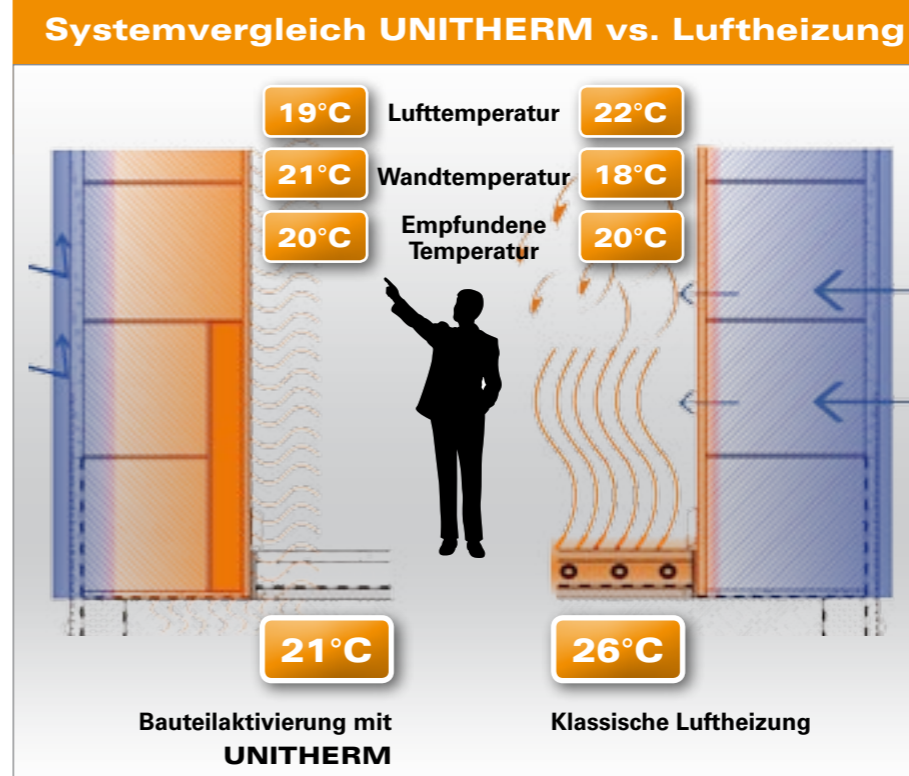 Systemvergleich UNITHERM vs. Luftheizung
19°C Lufttemperatur 22°C
21°C Wandtemperatur 18°C
20°C Empfundene Temperatur 20°C
21°C 26°C
Bauteilaktivierung mit
UNITHERM
Klassische Luftheizung